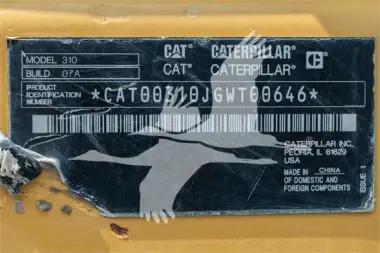 CAT CATERPILLAR C
MODEL 310
BUILD 07A
CAT CATERPILLAR
PRODUCT IDENTIFICATION NUMBER
*CAT00310JGWT00646*
CATERPILLAR INC.
PEORIA, IL 61629
USA
MADE IN CHINA
OF DOMESTIC AND
FOREIGN COMPONENTS
ISSUE 1